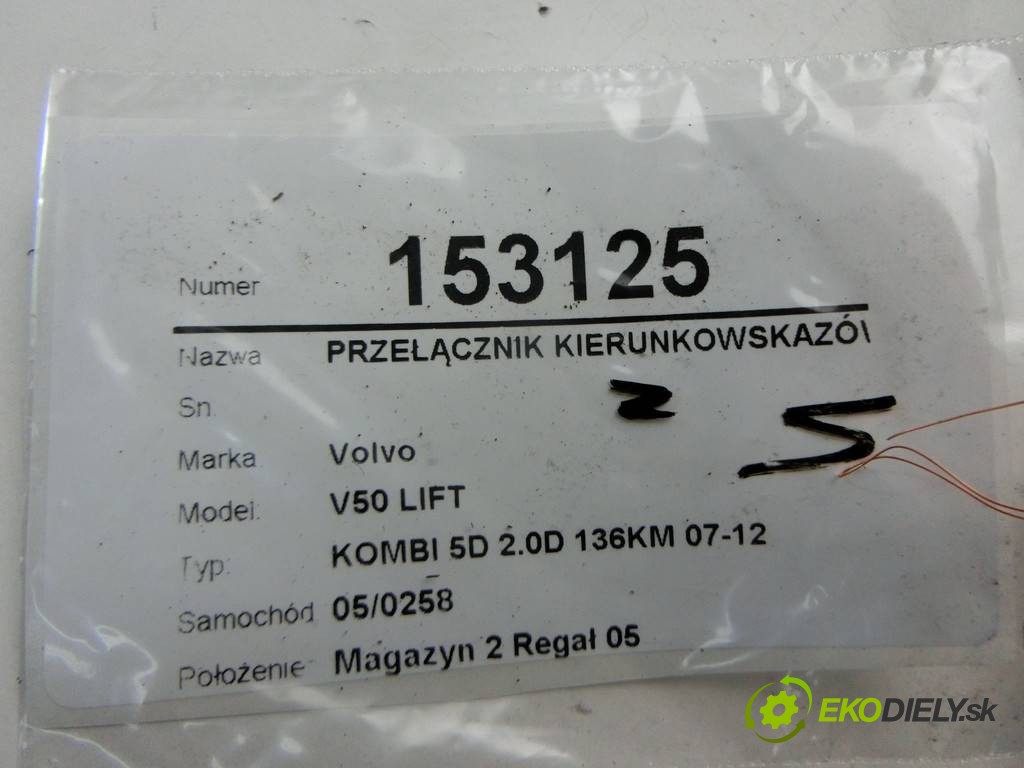 Numer 153125
Nazwa PRZEŁĄCZNIK KIERUNKOWSKAZÓ
Sn.
Marka Volvo
Model: V50 LIFT
Typ: KOMBI 5D 2.0D 136KM 07-12
Samochód 05/0258
Położenie Magazyn 2 Regał 05
EKODIELY.sk